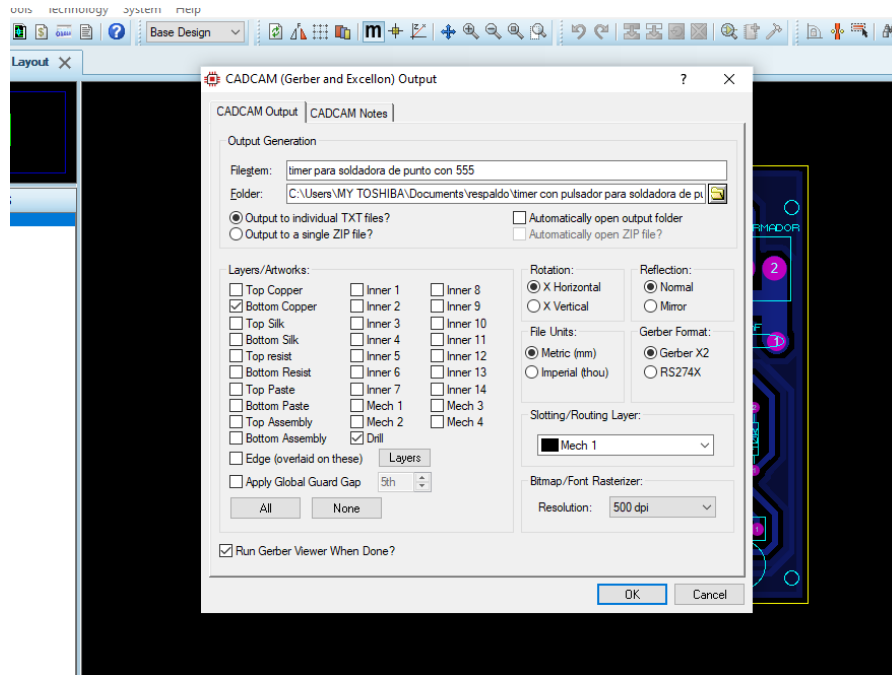 ools Technology System Help
Base Design
Layout
CADCAM (Gerber and Excellon) Output ?
CADCAM Output CADCAM Notes
Output Generation
Filestem: timer para soldadora de punto con 555
Folder: C:\Users\MY TOSHIBA\Documents\respaldo\timer con pulsador para soldadora de pu
Output to individual TXT files? Automatically open output folder
Output to a single ZIP file? Automatically open ZIP file?
Layers/Artworks: Rotation: Reflection:
Top Copper Inner 1 Inner 8 X Horizontal Normal
Bottom Copper Inner 2 Inner 9 X Vertical Mirror
Top Silk Inner 3 Inner 10 File Units: Gerber Format:
Bottom Silk Inner 4 Inner 11
Top resist Inner 5 Inner 12 Metric (mm) Gerber X2
Bottom Resist Inner 6 Inner 13 Imperial (thou) RS274X
Top Paste Inner 7 Inner 14
Bottom Paste Mech 1 Mech 3
Top Assembly Mech 2 Mech 4 Slotting/Routing Layer:
Bottom Assembly Drill Mech 1
Edge (overlaid on these) Layers
Apply Global Guard Gap 5th Bitmap/Font Rasterizer:
All None Resolution: 500 dpi
Run Gerber Viewer When Done?
OK Cancel
RMADOR
2
1
1